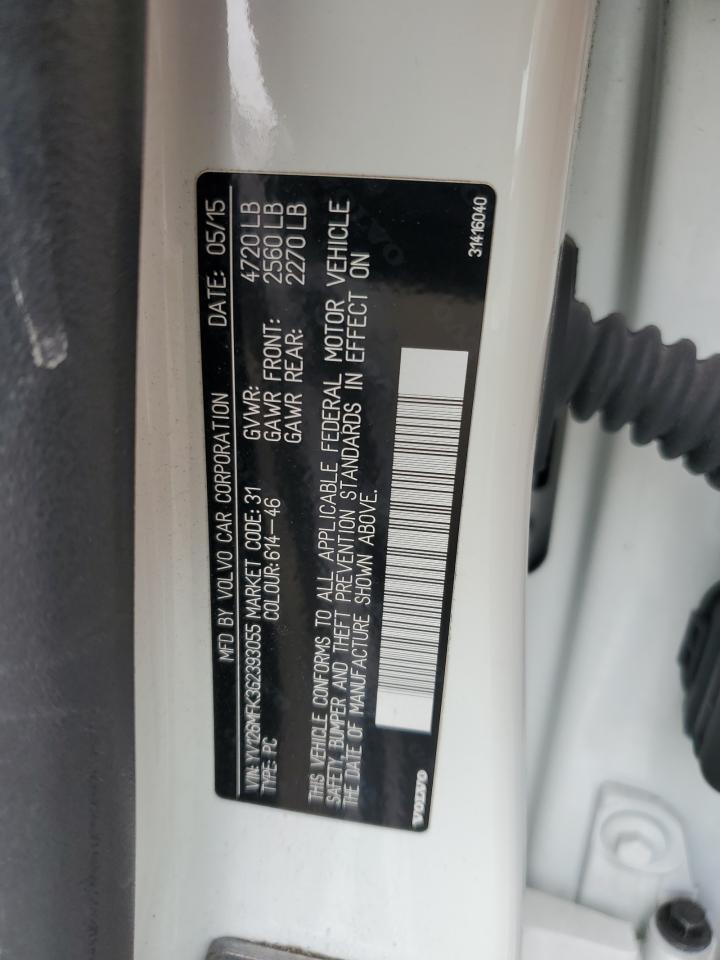 MFD BY VOLVO CAR CORPORATION DATE: 05/15
VIN: YV126MFK3G2393055 MARKET CODE: 31 GVWR: 4720 LB
TYPE: PC COLOUR: 614-46 GAWR FRONT: 2560 LB
GAWR REAR: 2270 LB
THIS VEHICLE CONFORMS TO ALL APPLICABLE FEDERAL MOTOR VEHICLE
SAFETY, BUMPER AND THEFT PREVENTION STANDARDS IN EFFECT ON
THE DATE OF MANUFACTURE SHOWN ABOVE.
VOLVO 31416040